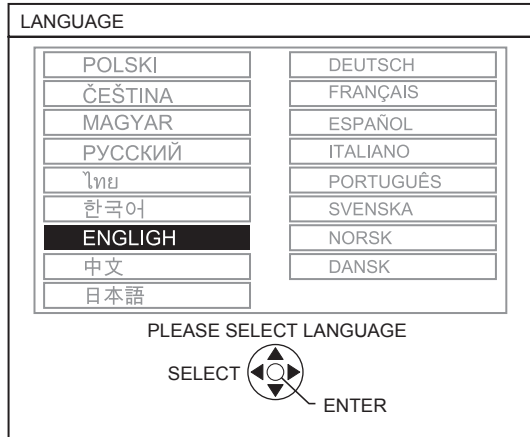 LANGUAGE
POLSKI
ČEŠTINA
MAGYAR
РУССКИЙ
ไทย
한국어
ENGLIGH
中文
日本語
DEUTSCH
FRANÇAIS
ESPAÑOL
ITALIANO
PORTUGUÊS
SVENSKA
NORSK
DANSK
PLEASE SELECT LANGUAGE
SELECT
ENTER